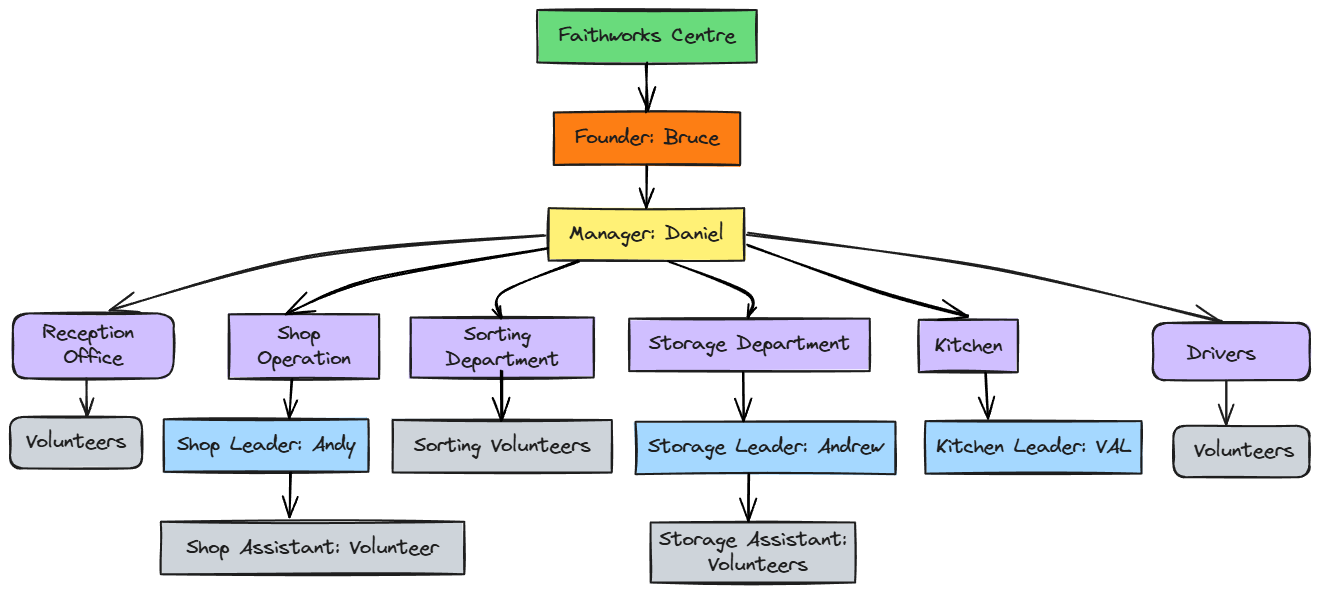 Faithworks Centre
Founder: Bruce
Manager: Daniel
Reception
Office
Shop
Operation
Sorting
Department
Storage Department
Kitchen
Drivers
Volunteers
Shop Leader: Andy
Sorting Volunteers
Storage Leader: Andrew
Kitchen Leader: VAL
Volunteers
Shop Assistant: Volunteer
Storage Assistant:
Volunteers